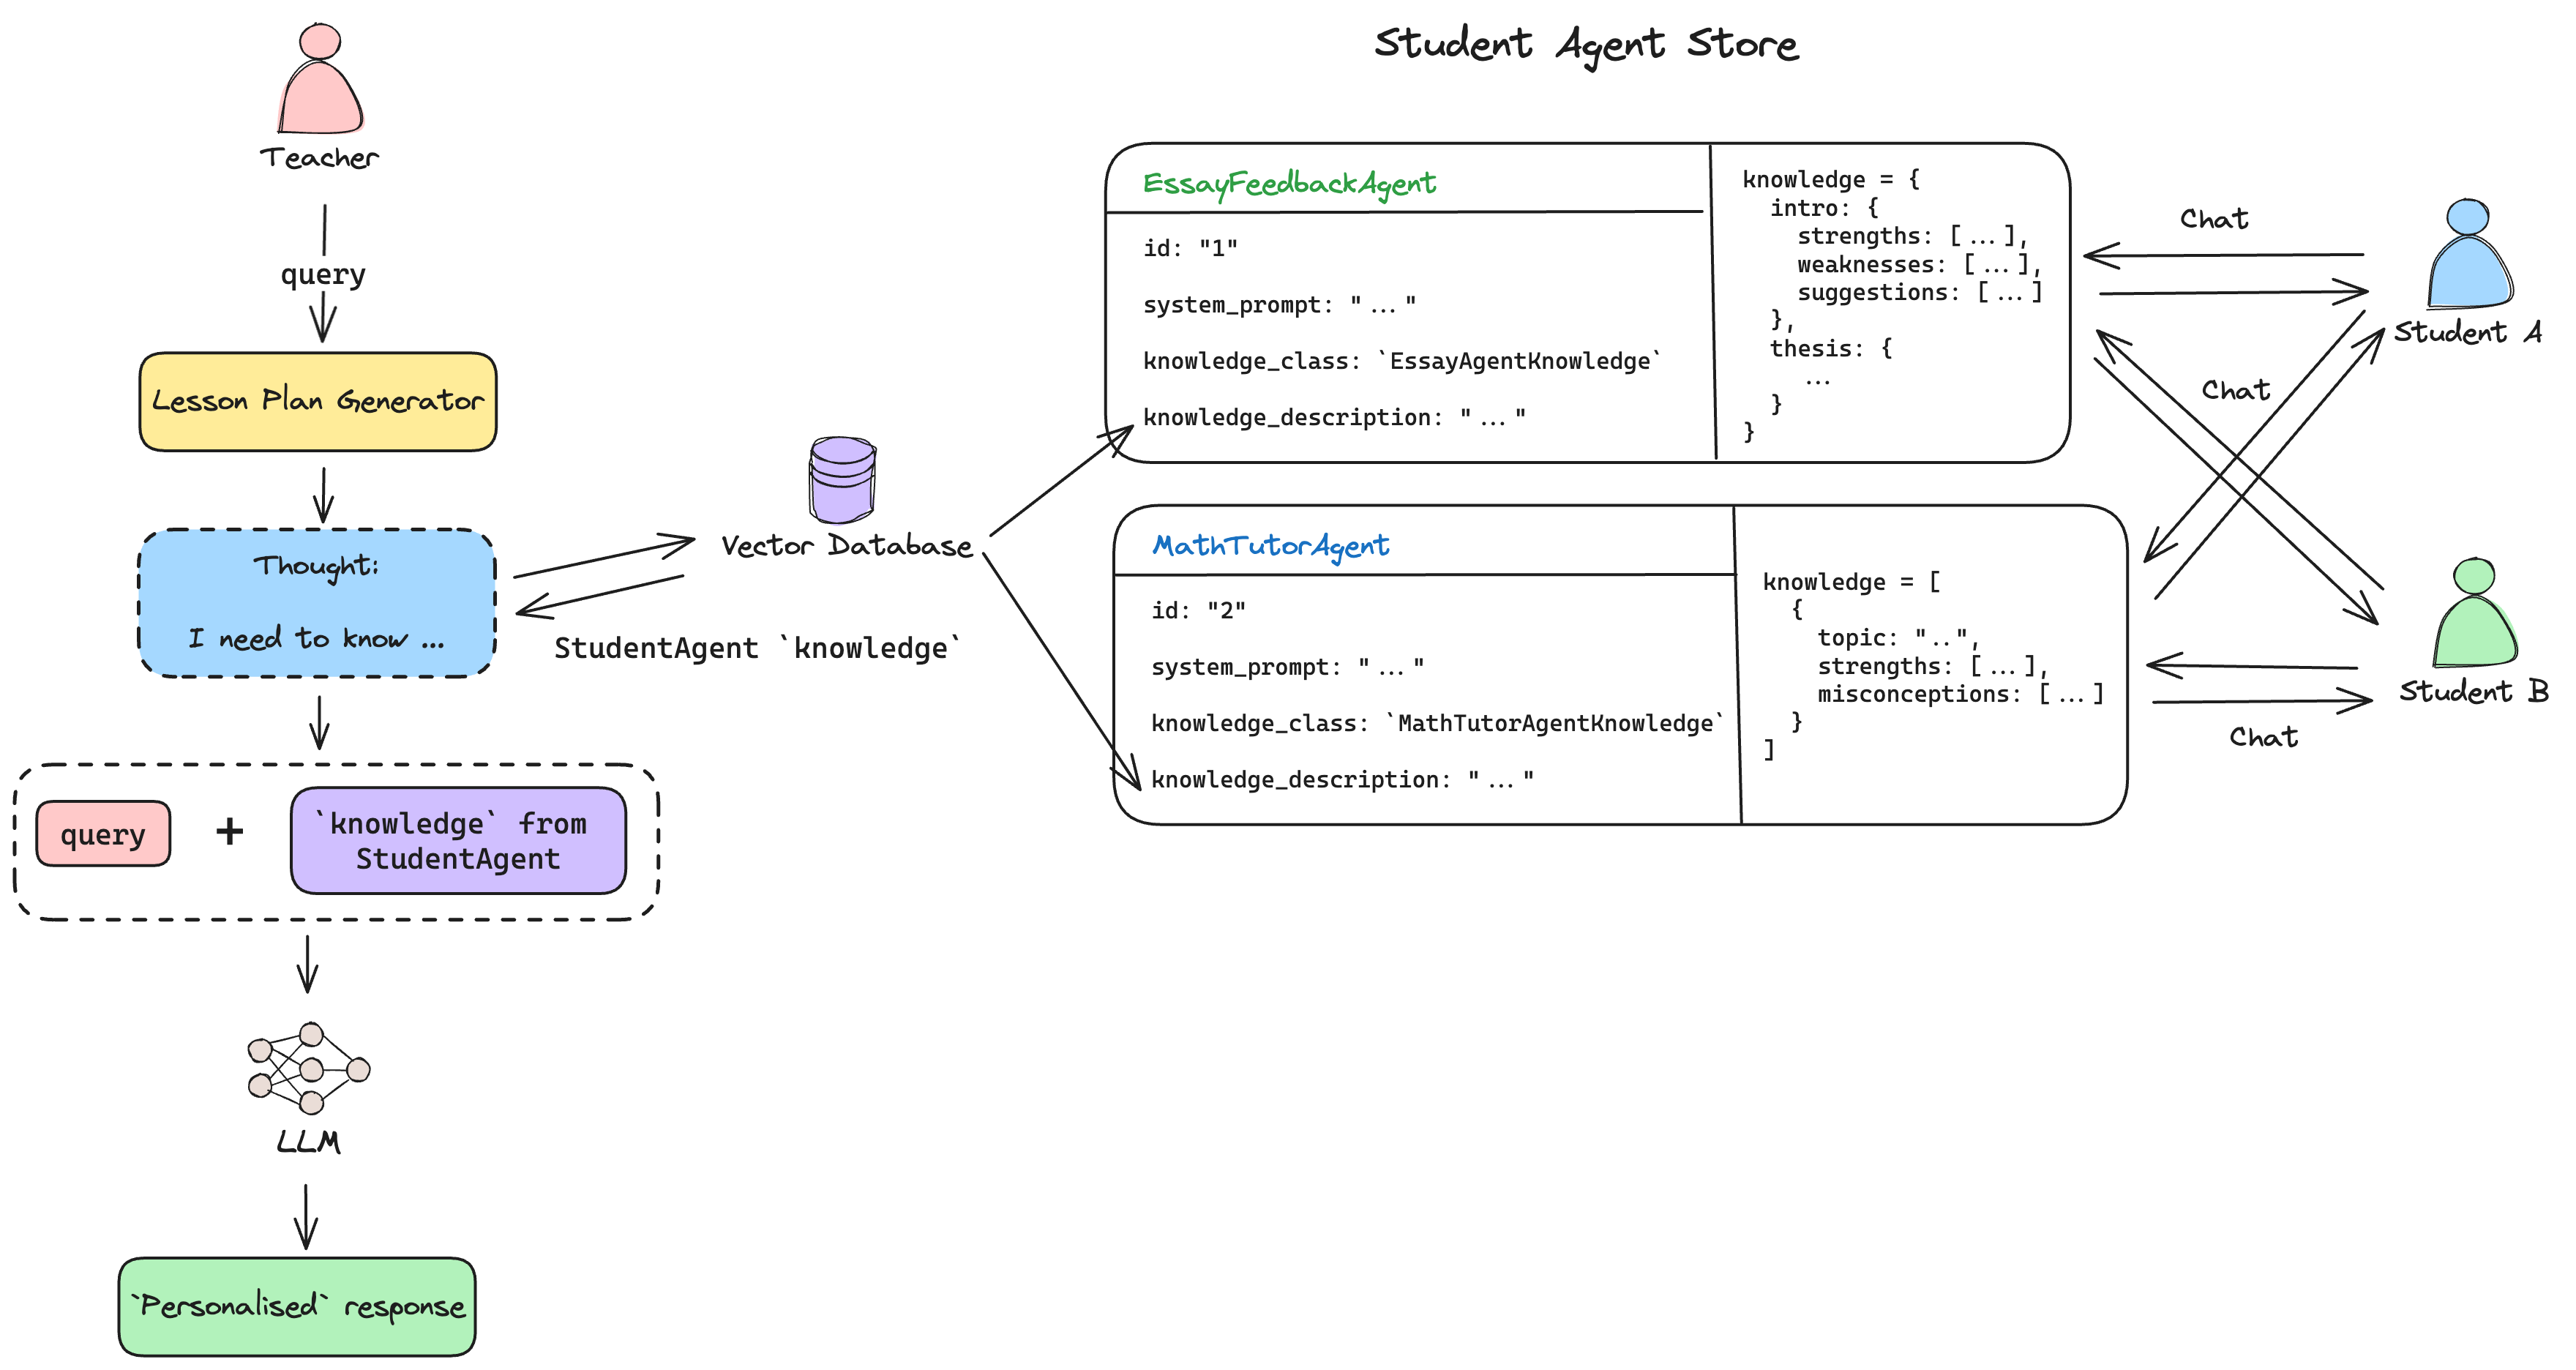 Student Agent Store
Teacher
query
Lesson Plan Generator
Thought:
I need to know ...
Vector Database
StudentAgent `knowledge`
query
+
`knowledge` from
StudentAgent
LLM
`Personalised` response
EssayFeedbackAgent
id: "1"
system_prompt: "..."
knowledge_class: `EssayAgentKnowledge`
knowledge_description: "..."
knowledge = {
intro: {
strengths: [...],
weaknesses: [...],
suggestions: [...]
},
thesis: {
...
}
}
MathTutorAgent
id: "2"
system_prompt: "..."
knowledge_class: `MathTutorAgentKnowledge`
knowledge_description: "..."
knowledge = [
{
topic: "..",
strengths: [...],
misconceptions: [...]
}
]
Chat
Student A
Chat
Student B
Chat